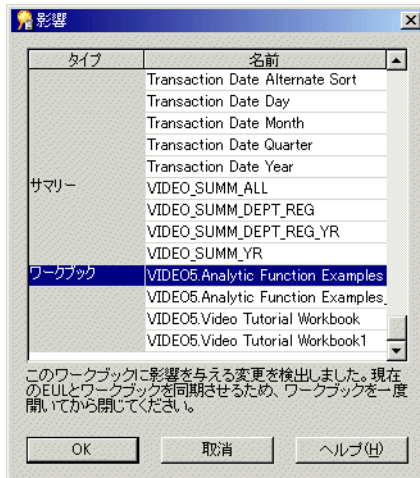 影響
タイプ 名前
Transaction Date Alternate Sort
Transaction Date Day
Transaction Date Month
Transaction Date Quarter
Transaction Date Year
サマリー VIDEO_SUMM_ALL
VIDEO_SUMM_DEPT_REG
VIDEO_SUMM_DEPT_REG_YR
VIDEO_SUMM_YR
ワークブック VIDEO5.Analytic Function Examples
VIDEO5.Analytic Function Examples_
VIDEO5.Video Tutorial Workbook
VIDEO5.Video Tutorial Workbook1
このワークブックに影響を与える変更を検出しました。現在
のEULとワークブックを同期させるため、ワークブックを一度
開いてから閉じてください。
OK 取消 ヘルプ(H)